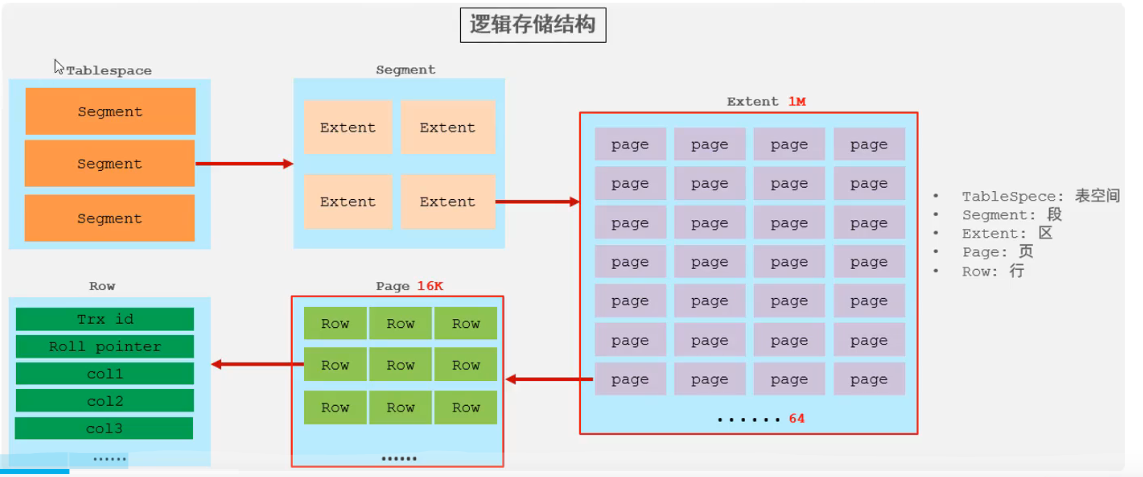 逻辑存储结构
Tablespace
Segment
Segment
Segment
Segment
Extent Extent
Extent Extent
Extent 1M
page page page page
page page page page
page page page page
page page page page
page page page page
page page page page
page page page page
······ 64
• TableSpece: 表空间
• Segment: 段
• Extent: 区
• Page: 页
• Row: 行
Row
Trx id
Roll pointer
col1
col2
col3
······
Page 16K
Row Row Row
Row Row Row
Row Row Row
······